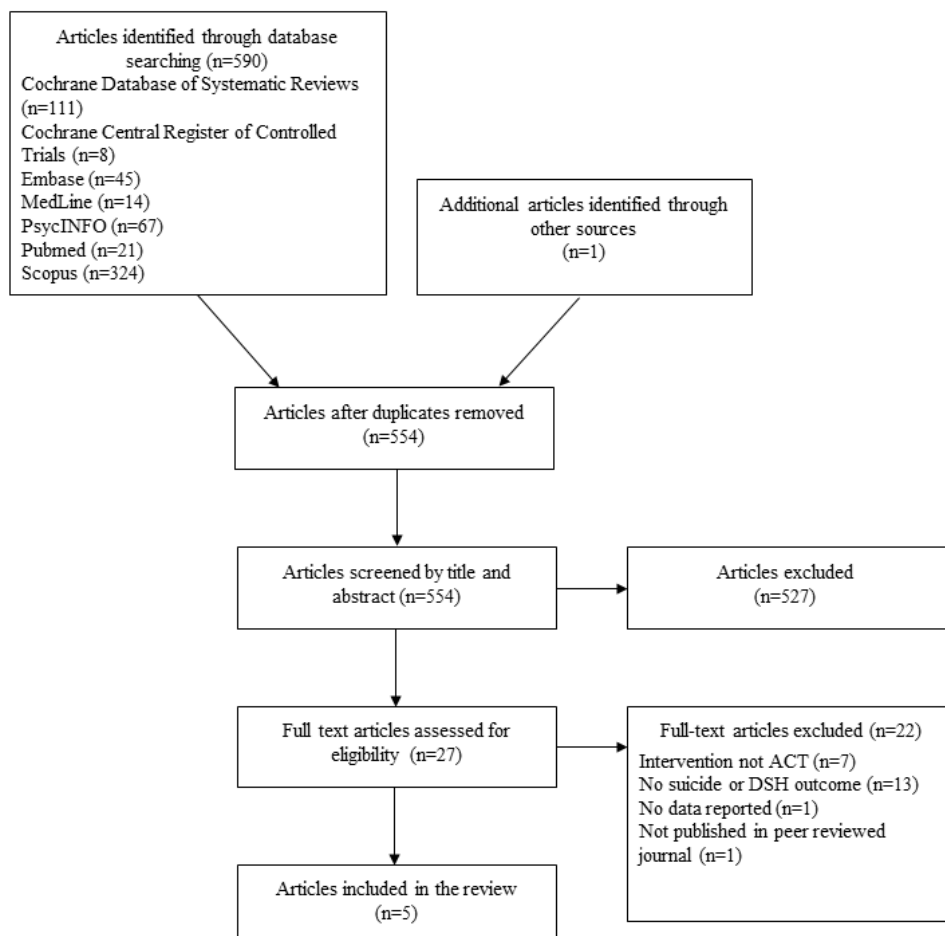 Articles identified through database
searching (n=590)
Cochrane Database of Systematic Reviews
(n=111)
Cochrane Central Register of Controlled
Trials (n=8)
Embase (n=45)
MedLine (n=14)
PsycINFO (n=67)
Pubmed (n=21)
Scopus (n=324)
Additional articles identified through
other sources
(n=1)
Articles after duplicates removed
(n=554)
Articles screened by title and
abstract (n=554)
Articles excluded
(n=527)
Full text articles assessed for
eligibility (n=27)
Full-text articles excluded (n=22)
Intervention not ACT (n=7)
No suicide or DSH outcome (n=13)
No data reported (n=1)
Not published in peer reviewed
journal (n=1)
Articles included in the review
(n=5)